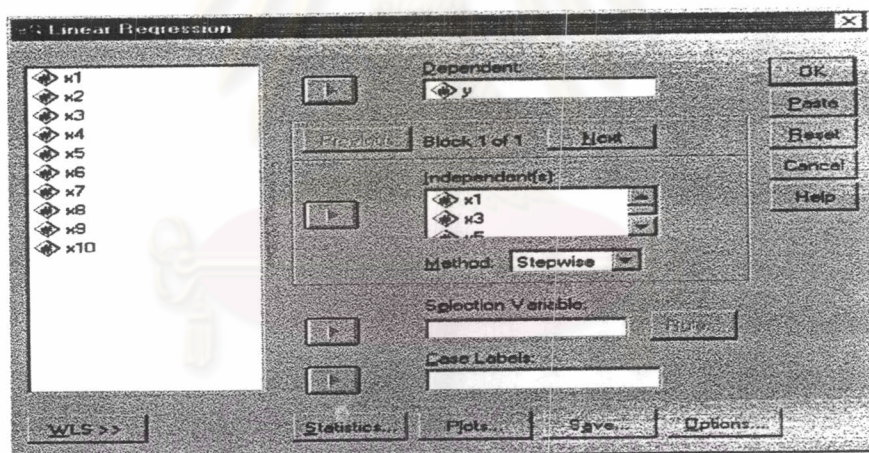 Linear Regression
x1
x2
x3
x4
x5
x6
x7
x8
x9
x10
WLS >>
Dependent:
y
Previous Block 1 of 1 Next
Independent(s):
x1
x3
x5
Method: Stepwise
Selection Variable:
Rule...
Case Labels:
Statistics... Plots... Save... Options...
OK
Paste
Reset
Cancel
Help